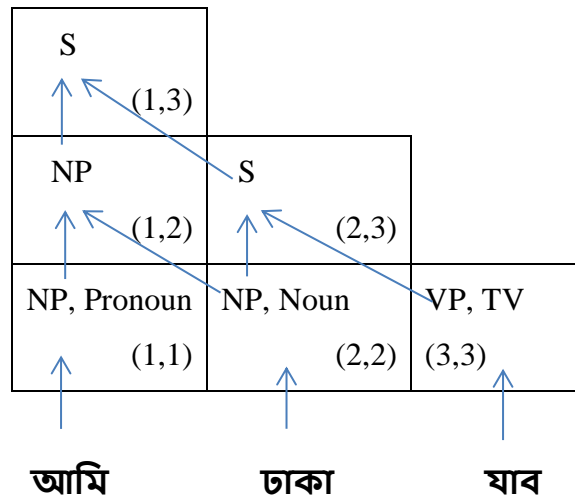 S
(1,3)
NP S
(1,2) (2,3)
NP, Pronoun NP, Noun VP, TV
(1,1) (2,2) (3,3)
আমি ঢাকা যাব